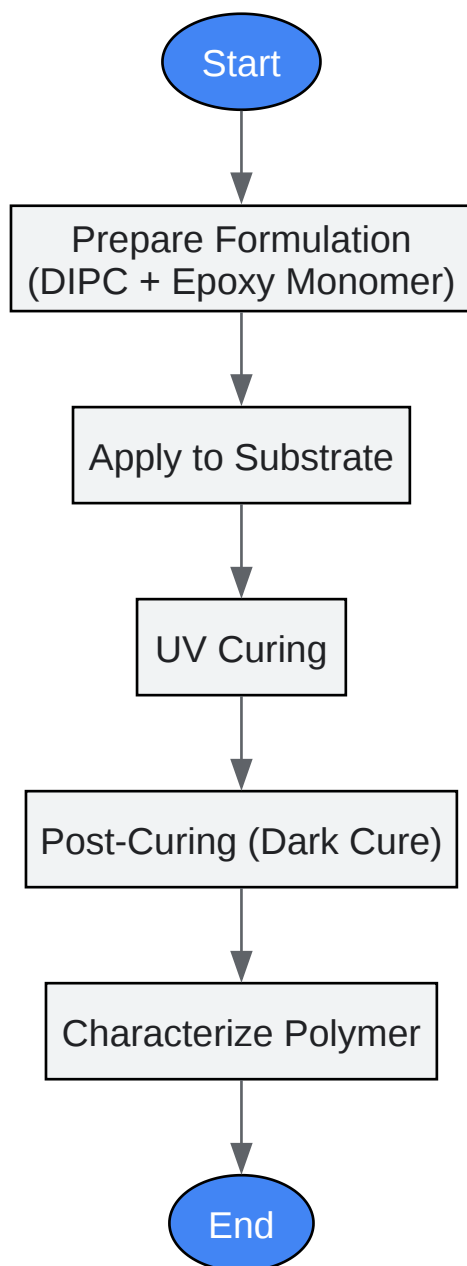 Start
Prepare Formulation
(DIPC + Epoxy Monomer)
Apply to Substrate
UV Curing
Post-Curing (Dark Cure)
Characterize Polymer
End